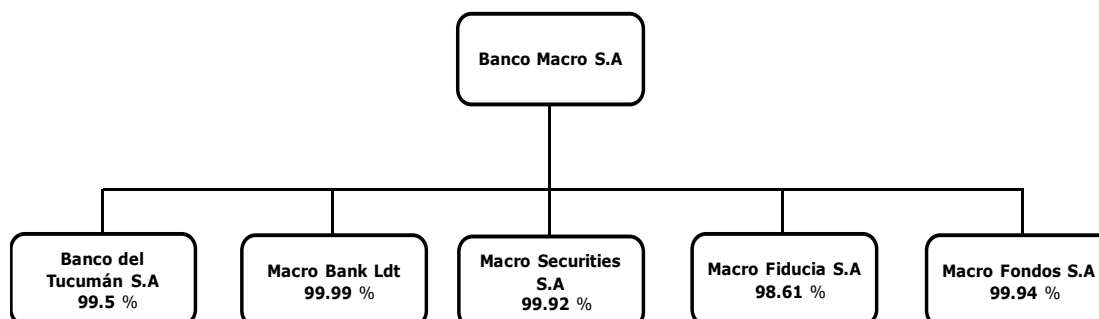 Banco Macro S.A
Banco del
Tucumán S.A
99.5 %
Macro Bank Ldt
99.99 %
Macro Securities
S.A
99.92 %
Macro Fiducia S.A
98.61 %
Macro Fondos S.A
99.94 %